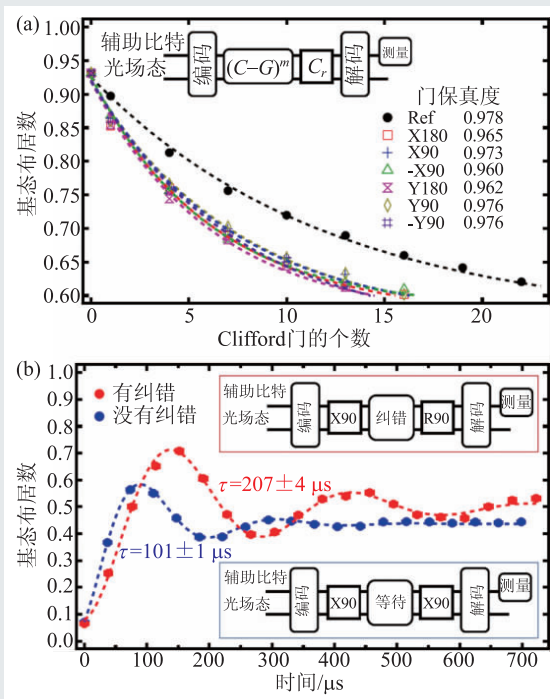 (a)
1.00
0.95
0.90
0.85
0.80
0.75
0.70
0.65
0.60
基态布居数
辅助比特
光场态
编码
(C−G)^m
C_r
解码
测量
门保真度
Ref 0.978
X180 0.965
X90 0.973
-X90 0.960
Y180 0.962
Y90 0.976
-Y90 0.976
0 5 10 15 20
Clifford门的个数
(b)
1.0
0.9
0.8
0.7
0.6
0.5
0.4
0.3
0.2
0.1
0.0
基态布居数
有纠错
没有纠错
辅助比特
光场态
编码
X90
纠错
R90
解码
测量
τ=207±4 μs
τ=101±1 μs
辅助比特
光场态
编码
X90
等待
X90
解码
测量
0 100 200 300 400 500 600 700
时间/μs